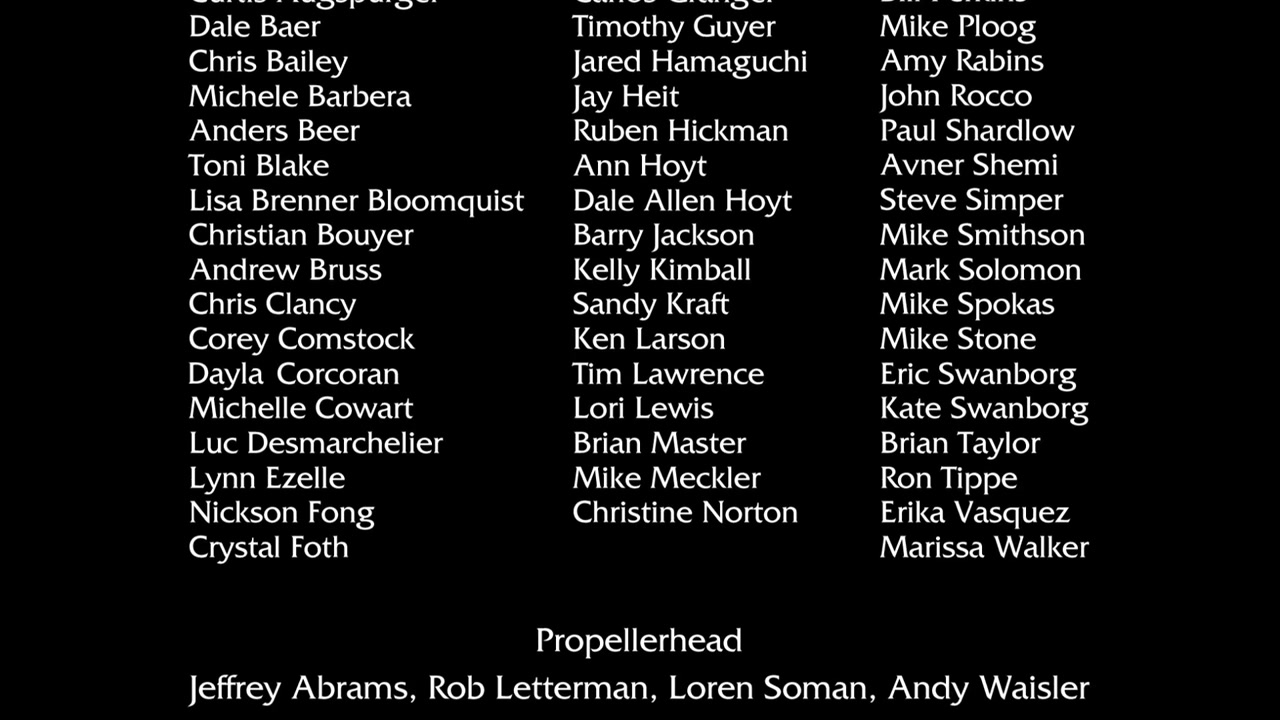 Dale Baer
Chris Bailey
Michele Barbera
Anders Beer
Toni Blake
Lisa Brenner Bloomquist
Christian Bouyer
Andrew Bruss
Chris Clancy
Corey Comstock
Dayla Corcoran
Michelle Cowart
Luc Desmarchelier
Lynn Ezelle
Nickson Fong
Crystal Foth
Timothy Guyer
Jared Hamaguchi
Jay Heit
Ruben Hickman
Ann Hoyt
Dale Allen Hoyt
Barry Jackson
Kelly Kimball
Sandy Kraft
Ken Larson
Tim Lawrence
Lori Lewis
Brian Master
Mike Meckler
Christine Norton
Mike Ploog
Amy Rabins
John Rocco
Paul Shardlow
Avner Shemi
Steve Simper
Mike Smithson
Mark Solomon
Mike Spokas
Mike Stone
Eric Swanborg
Kate Swanborg
Brian Taylor
Ron Tippe
Erika Vasquez
Marissa Walker
Propellerhead
Jeffrey Abrams, Rob Letterman, Loren Soman, Andy Waisler